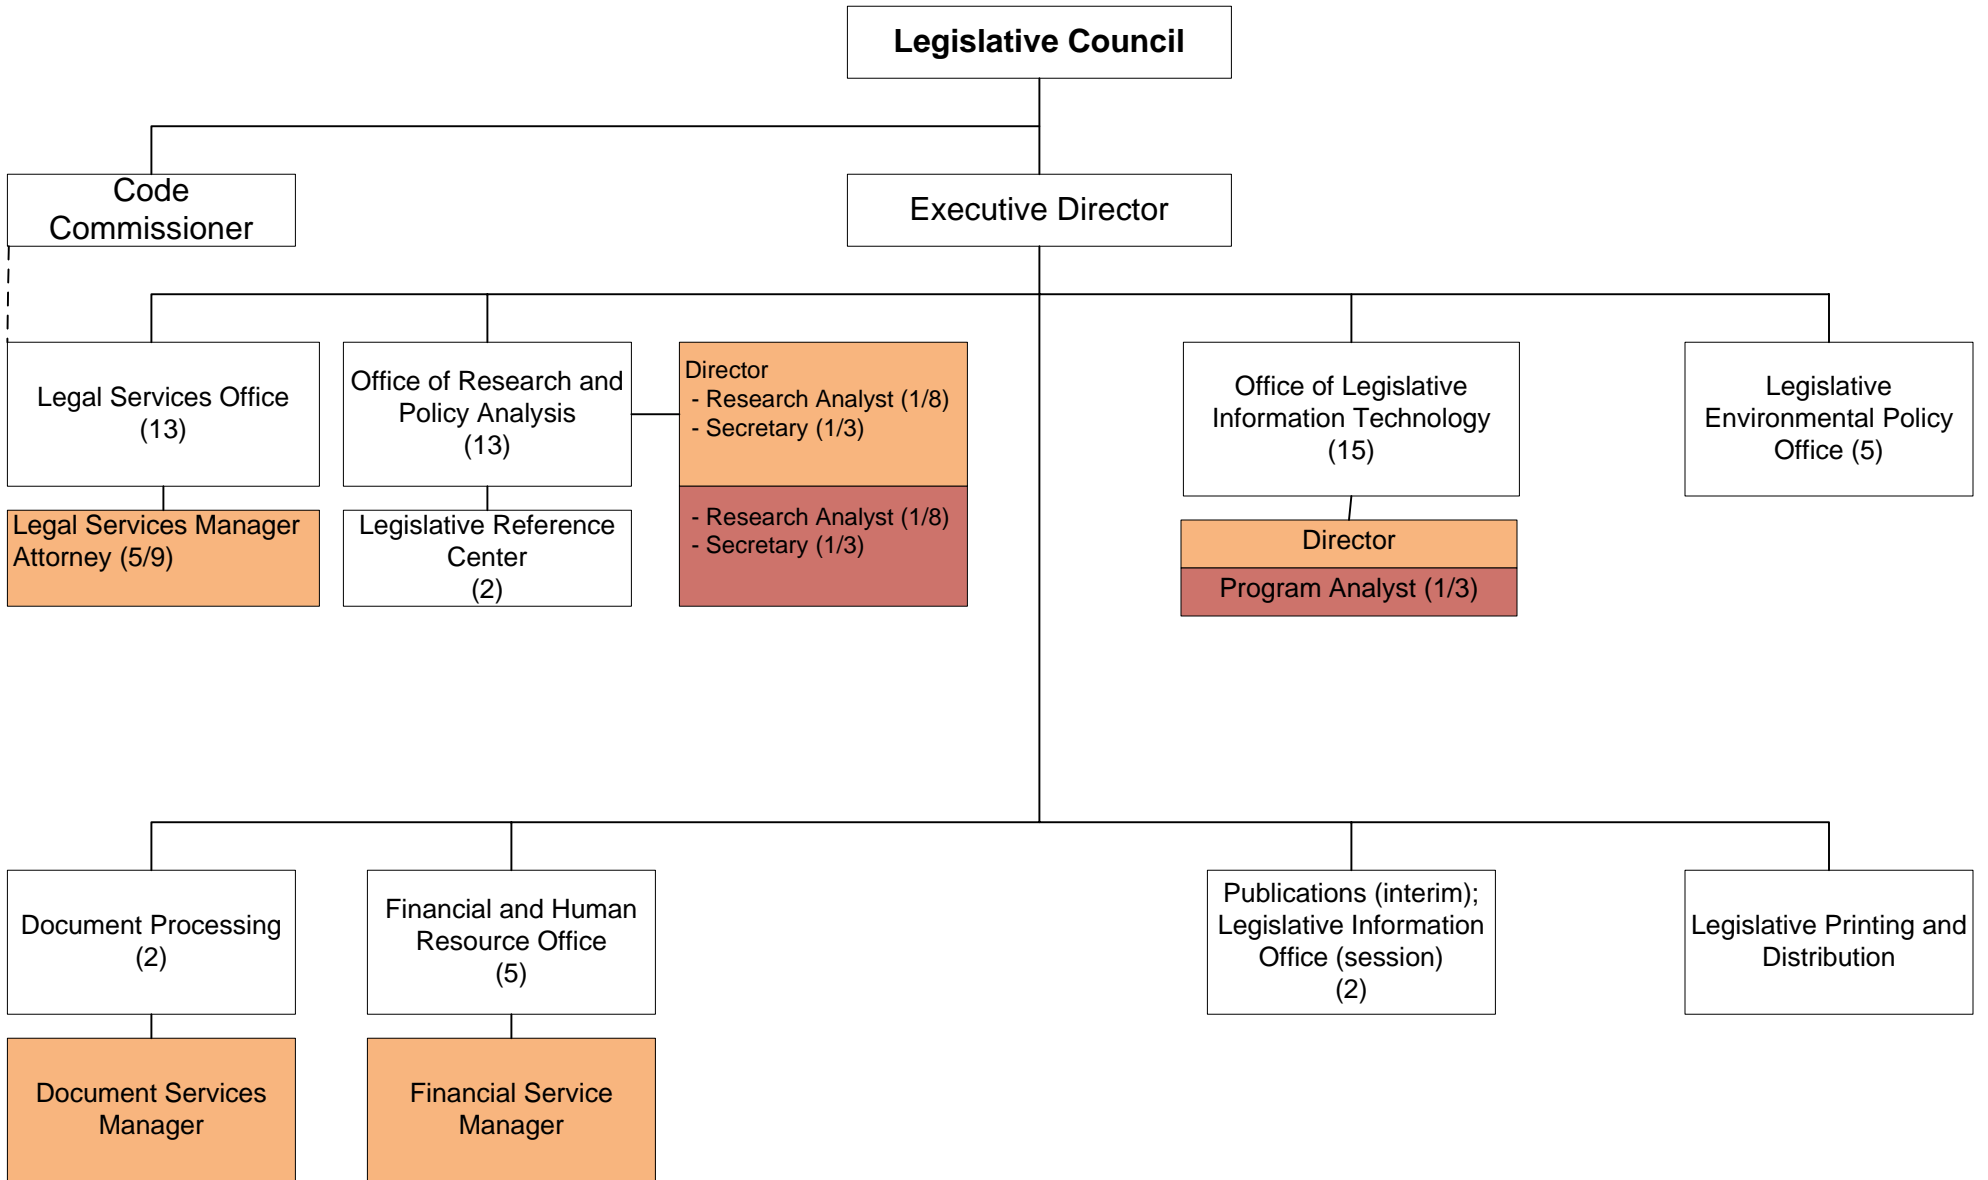 Legislative Council
Code
Commissioner
Executive Director
Legal Services Office
(13)
Office of Research and
Policy Analysis
(13)
Director
- Research Analyst (1/8)
- Secretary (1/3)
- Research Analyst (1/8)
- Secretary (1/3)
Office of Legislative
Information Technology
(15)
Legislative
Environmental Policy
Office (5)
Legal Services Manager
Attorney (5/9)
Legislative Reference
Center
(2)
Director
Program Analyst (1/3)
Document Processing
(2)
Financial and Human
Resource Office
(5)
Publications (interim);
Legislative Information
Office (session)
(2)
Legislative Printing and
Distribution
Document Services
Manager
Financial Service
Manager